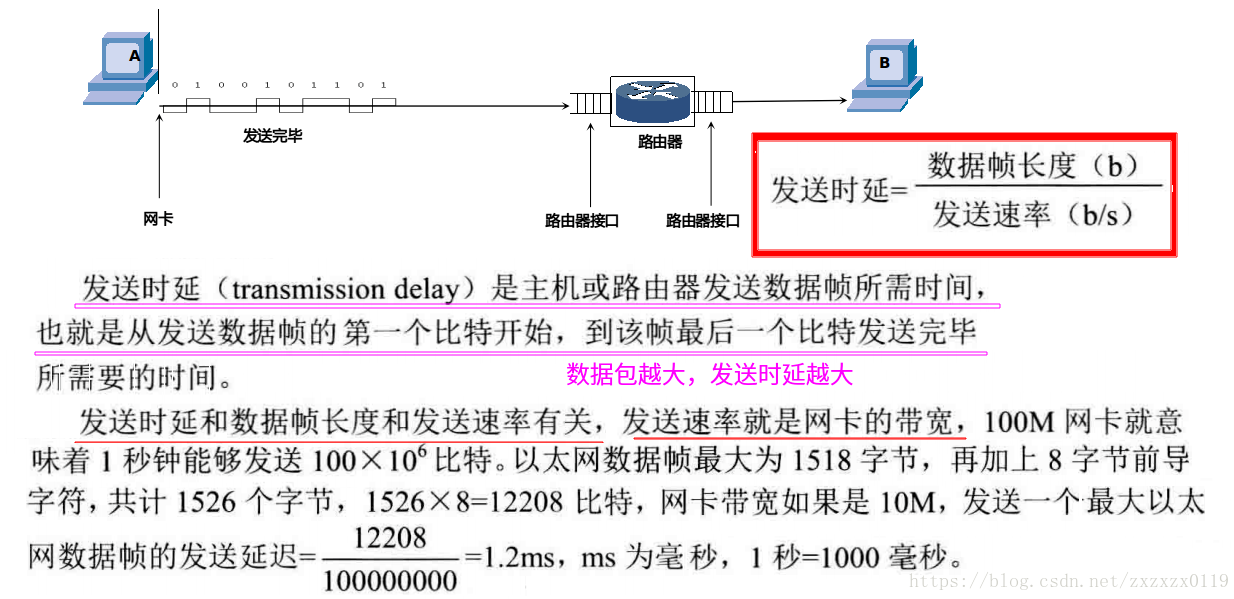 A
B
0 1 0 0 1 0 1 1 0 1
发送完毕
路由器
网卡
路由器接口
路由器接口
发送时延=数据帧长度（b）/发送速率（b/s）
发送时延（transmission delay）是主机或路由器发送数据帧所需时间，
也就是从发送数据帧的第一个比特开始，到该帧最后一个比特发送完毕
所需要的时间。
数据包越大，发送时延越大
发送时延和数据帧长度和发送速率有关，发送速率就是网卡的带宽，100M 网卡就意
味着 1 秒钟能够发送 100×10⁶ 比特。以太网数据帧最大为 1518 字节，再加上 8 字节前导
字符，共计 1526 个字节，1526×8=12208 比特，网卡带宽如果是 10M，发送一个最大以太
网数据帧的发送延迟=12208/100000000=1.2ms，ms 为毫秒，1 秒=1000 毫秒。
https://blog.csdn.net/zxzxzx0119